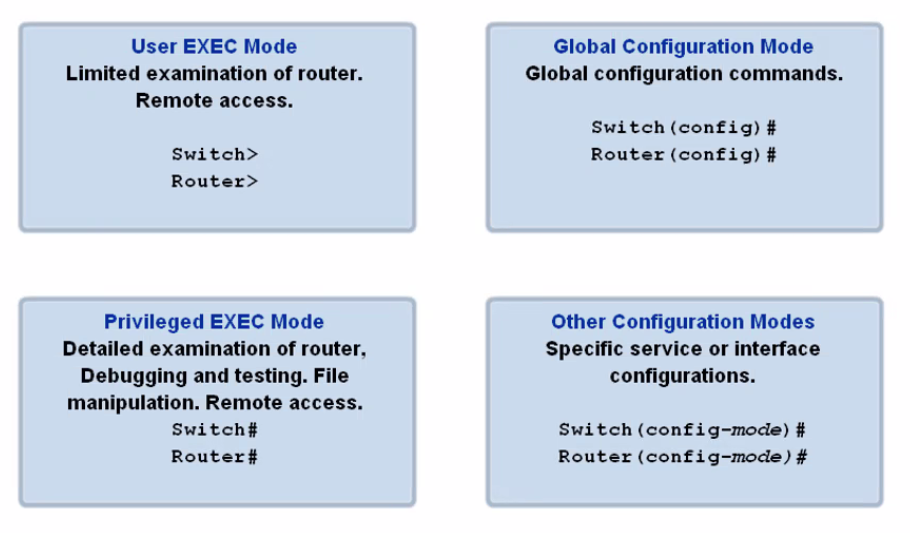 User EXEC Mode
Limited examination of router.
Remote access.
Switch>
Router>
Global Configuration Mode
Global configuration commands.
Switch(config)#
Router(config)#
Privileged EXEC Mode
Detailed examination of router,
Debugging and testing. File
manipulation. Remote access.
Switch#
Router#
Other Configuration Modes
Specific service or interface
configurations.
Switch(config-mode)#
Router(config-mode)#